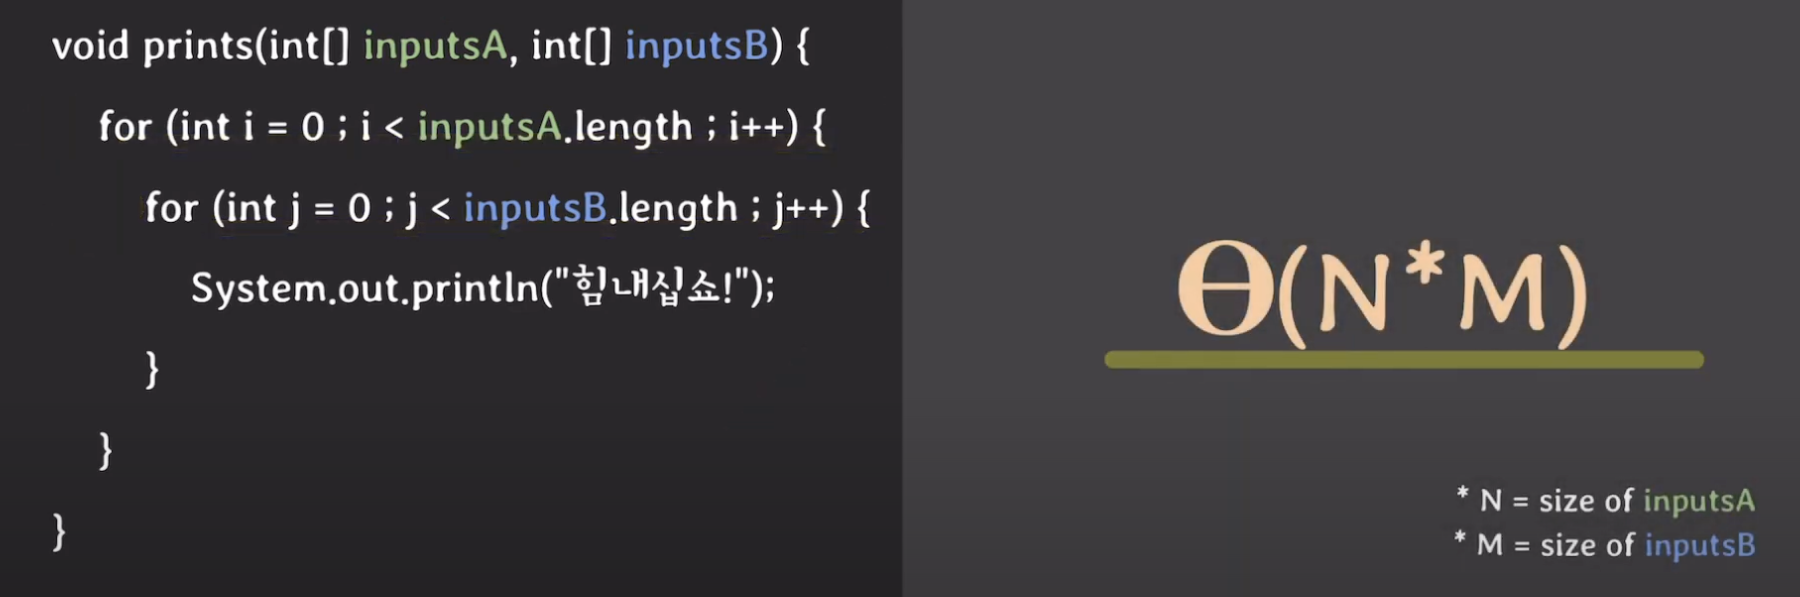 void prints(int[] inputsA, int[] inputsB) {
for (int i = 0 ; i < inputsA.length ; i++) {
for (int j = 0 ; j < inputsB.length ; j++) {
System.out.println("힘내십쇼!");
}
}
}
Θ(N*M)
* N = size of inputsA
* M = size of inputsB